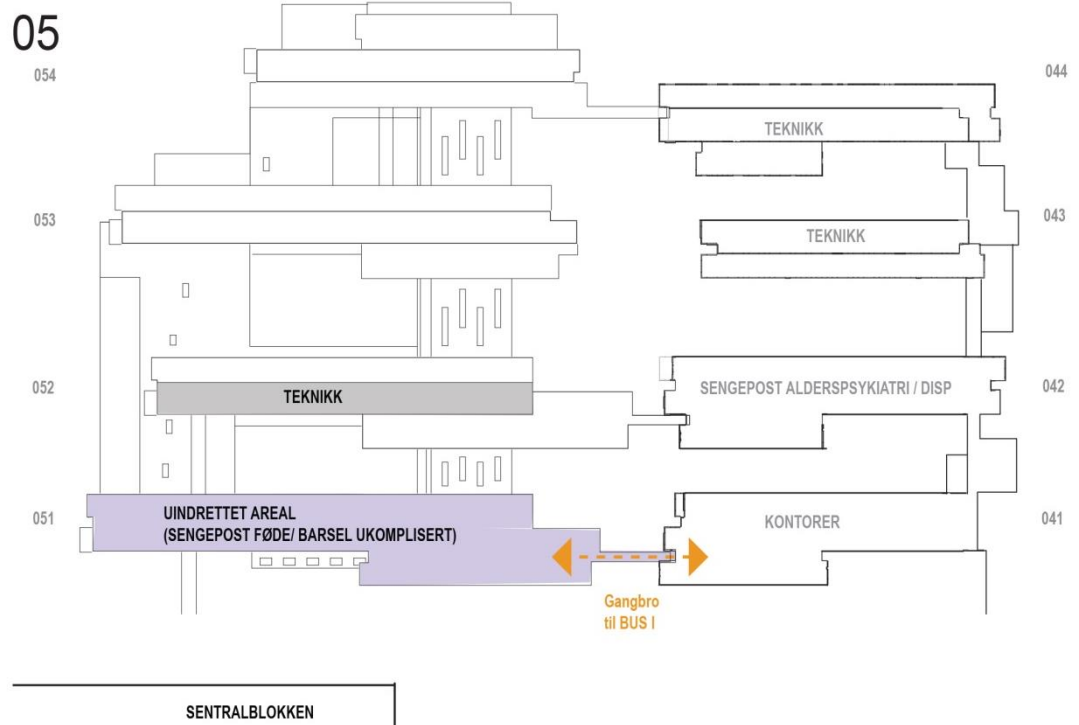 05
054
044
TEKNIKK
053
043
TEKNIKK
052
TEKNIKK
SENGEPOST ALDERSPSYKIATRI / DISP
042
051
UINDRETTET AREAL
(SENGEPOST FØDE/ BARSEL UKOMPLISERT)
KONTORER
041
Gangbro
til BUS I
SENTRALBLOKKEN